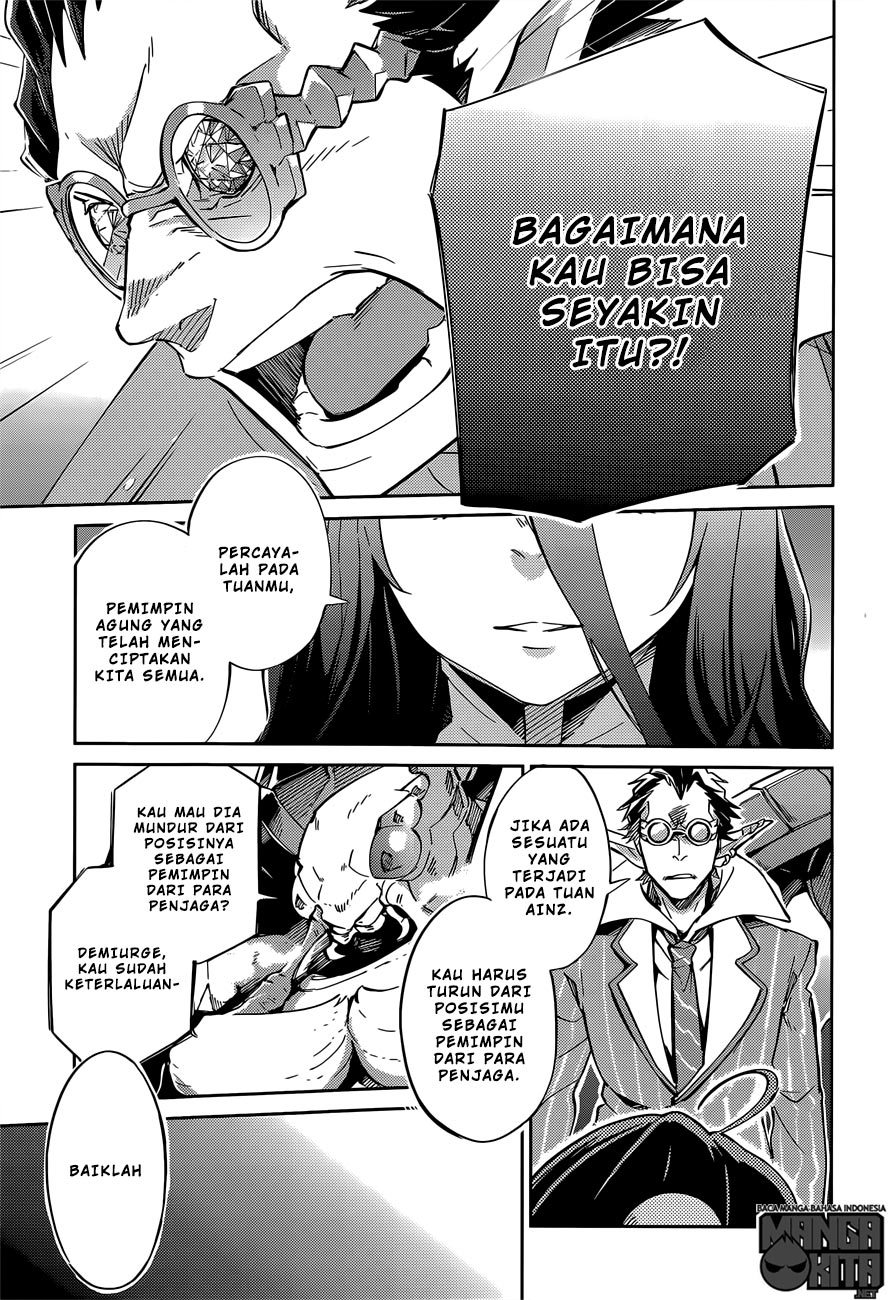 BAGAIMANA
KAU BISA
SEYAKIN
ITU?!
PERCAYA-
LAH PADA
TUANMU,
PEMIMPIN
AGUNG YANG
TELAH MEN-
CIPTAKAN
KITA SEMUA.
JIKA ADA
SESUATU
YANG
TERJADI
PADA TUAN
AINZ.
KAU HARUS
TURUN DARI
POSISIMU
SEBAGAI
PEMIMPIN
DARI PARA
PENJAGA.
KAU MAU DIA
MUNDUR DARI
POSISINYA
SEBAGAI
PEMIMPIN
DARI PARA
PENJAGA?
DEMIURGE,
KAU SUDAH
KETERLALUAN-
BAIKLAH
BACA MANGA BAHASA INDONESIA
MANGA
KITA
.NET